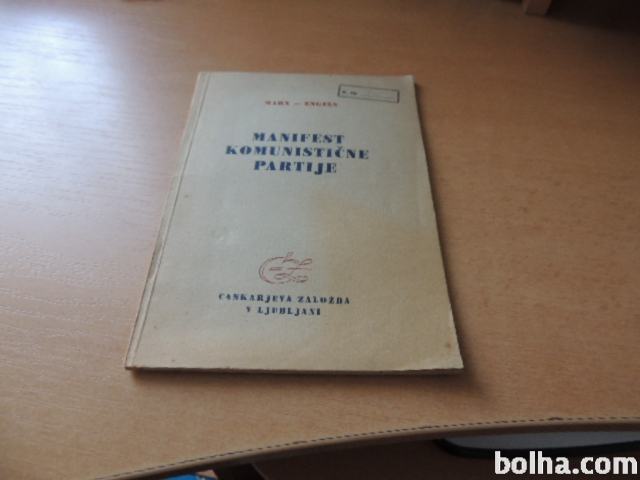 MARX — ENGELS
MANIFEST
KOMUNISTIČNE
PARTIJE
CANKARJEVA ZALOŽBA
V LJUBLJANI
bolha.com